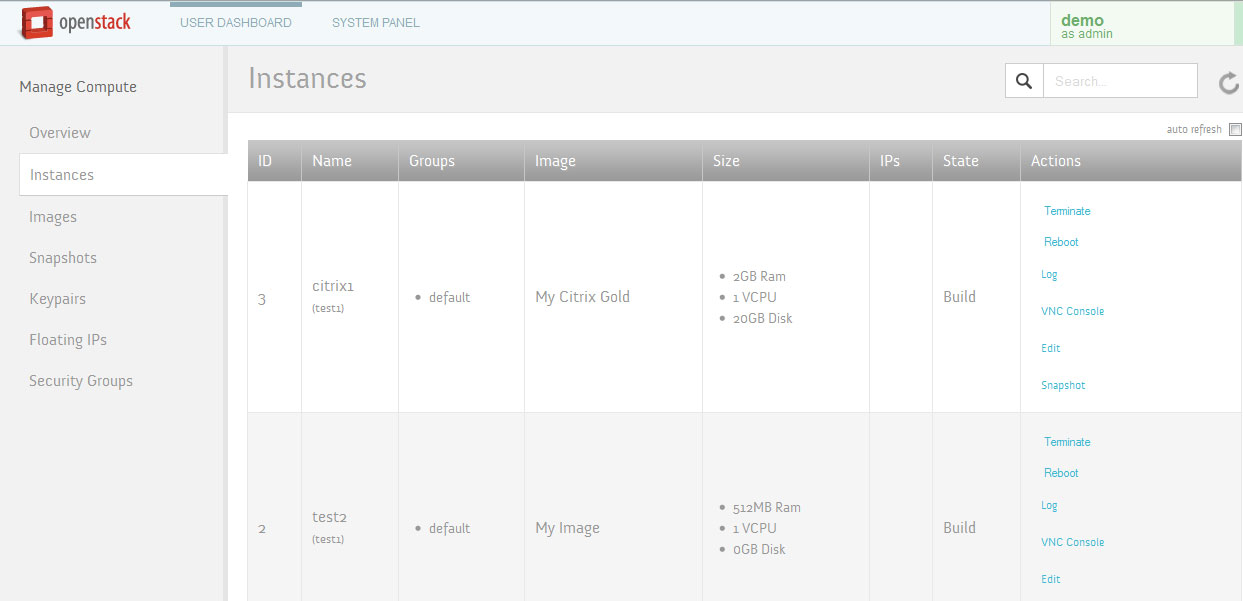 openstack
USER DASHBOARD
SYSTEM PANEL
demo
as admin
Manage Compute
Overview
Instances
Images
Snapshots
Keypairs
Floating IPs
Security Groups
Instances
Search...
auto refresh
ID Name Groups Image Size IPs State Actions
3
citrix1
(test1)
default
My Citrix Gold
2GB Ram
1 VCPU
20GB Disk
Build
Terminate
Reboot
Log
VNC Console
Edit
Snapshot
2
test2
(test1)
default
My Image
512MB Ram
1 VCPU
0GB Disk
Build
Terminate
Reboot
Log
VNC Console
Edit